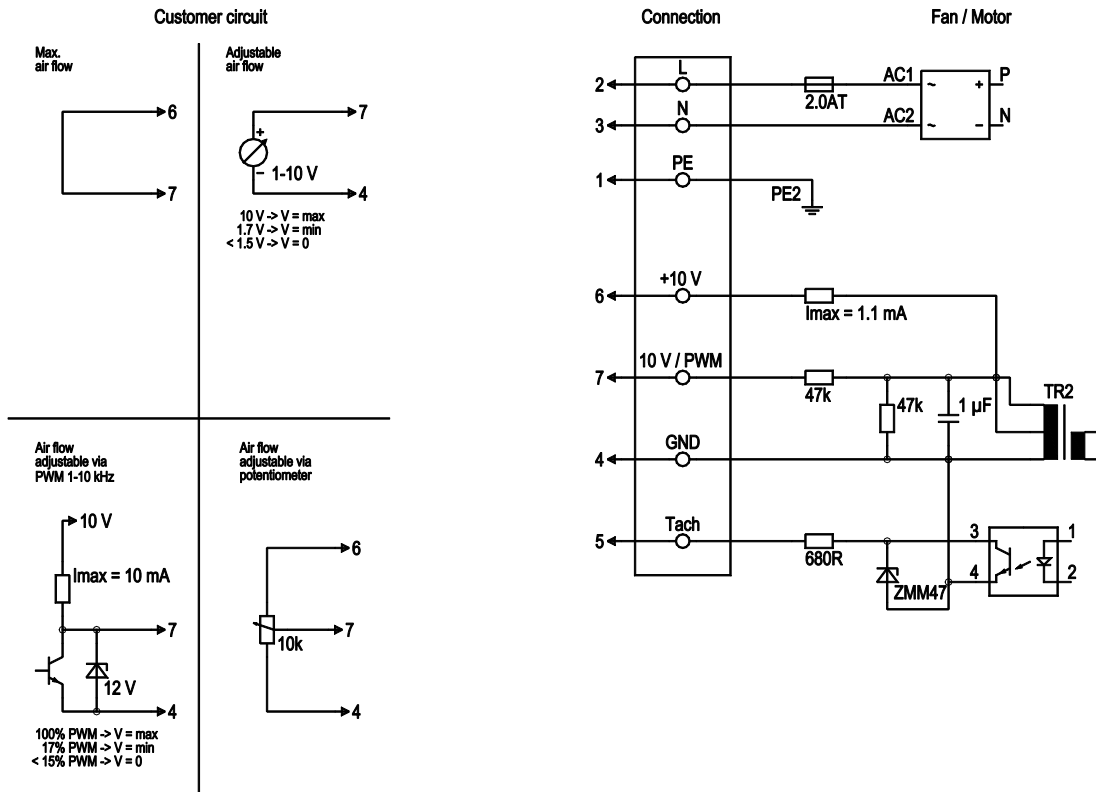 Customer circuit
Max.
air flow
6
7
Adjustable
air flow
7
+
–
1-10 V
4
10 V -> V = max
1.7 V -> V = min
< 1.5 V -> V = 0
Air flow
adjustable via
PWM 1-10 kHz
10 V
Imax = 10 mA
7
12 V
4
100% PWM -> V = max
17% PWM -> V = min
< 15% PWM -> V = 0
Air flow
adjustable via
potentiometer
6
7
10k
4
Connection
Fan / Motor
2
L
2.0AT
AC1
~
+
P
3
N
AC2
~
–
N
1
PE
PE2
6
+10 V
Imax = 1.1 mA
7
10 V / PWM
47k
47k
1 µF
TR2
4
GND
5
Tach
680R
ZMM47
3
4
1
2